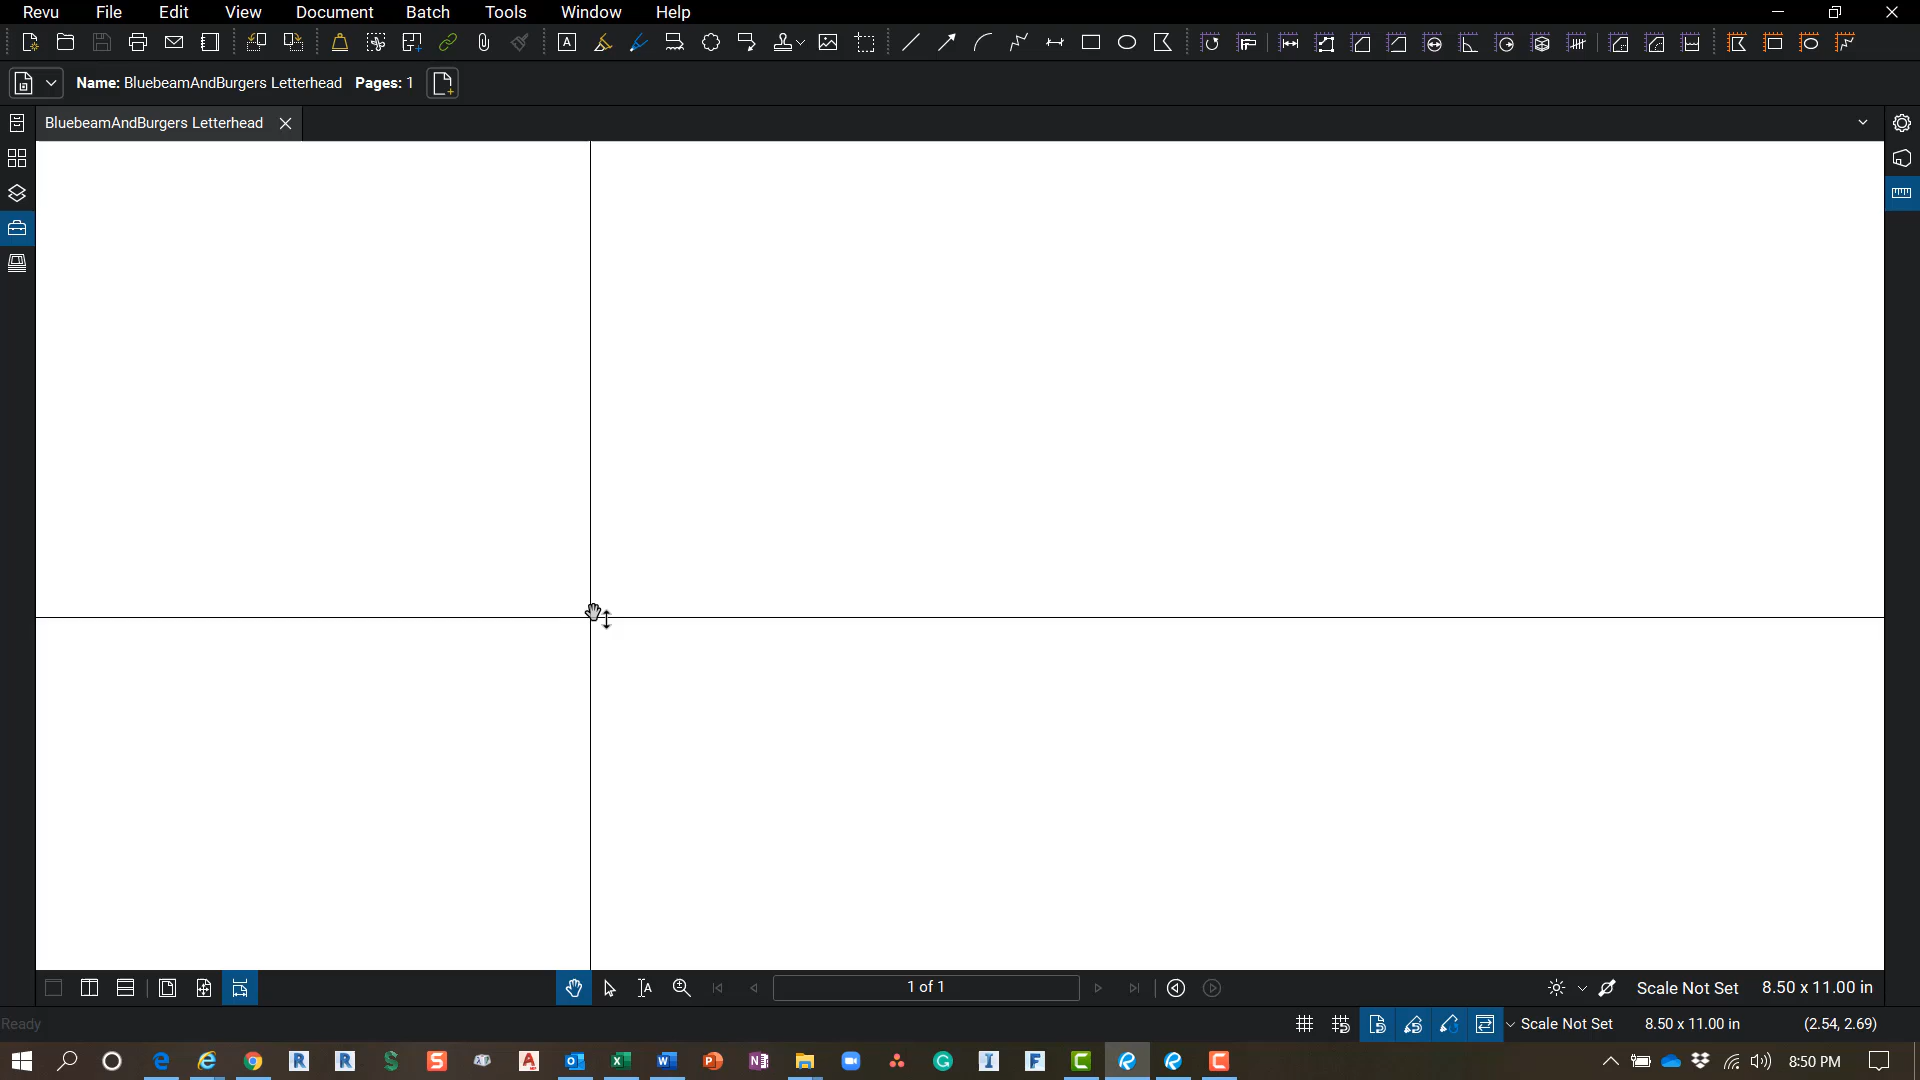 Revu File Edit View Document Batch Tools Window Help
Name: BluebeamAndBurgers Letterhead Pages: 1
BluebeamAndBurgers Letterhead
1 of 1
Scale Not Set 8.50 x 11.00 in
Ready
Scale Not Set 8.50 x 11.00 in (2.54, 2.69)
8:50 PM